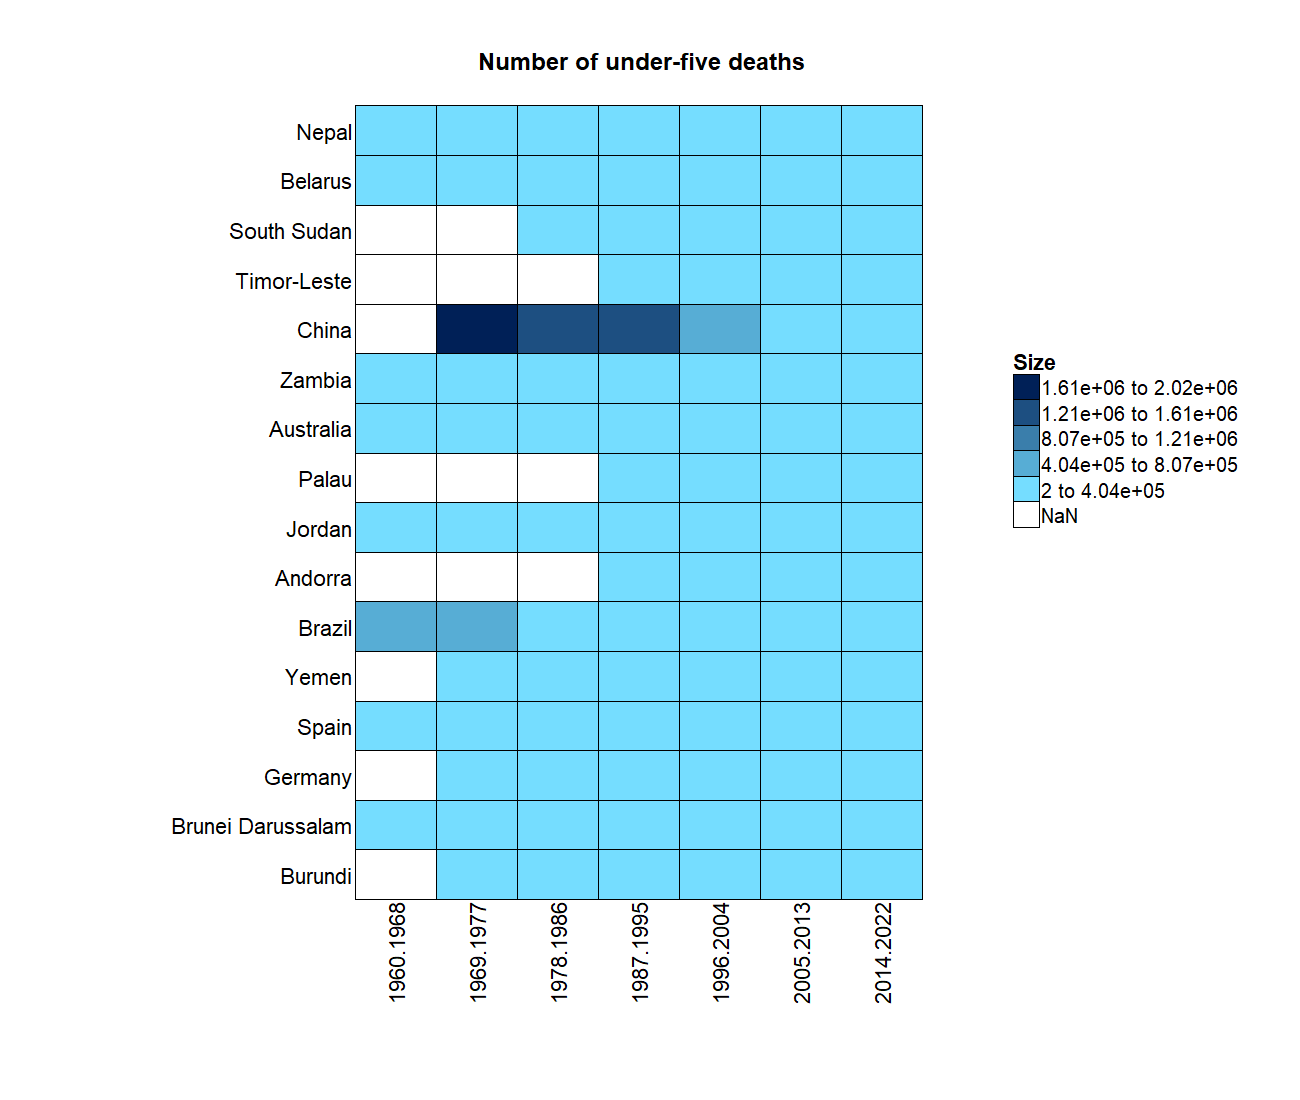 Number of under-five deaths
Nepal
Belarus
South Sudan
Timor-Leste
China
Zambia
Australia
Palau
Jordan
Andorra
Brazil
Yemen
Spain
Germany
Brunei Darussalam
Burundi
1960.1968
1969.1977
1978.1986
1987.1995
1996.2004
2005.2013
2014.2022
Size
1.61e+06 to 2.02e+06
1.21e+06 to 1.61e+06
8.07e+05 to 1.21e+06
4.04e+05 to 8.07e+05
2 to 4.04e+05
NaN